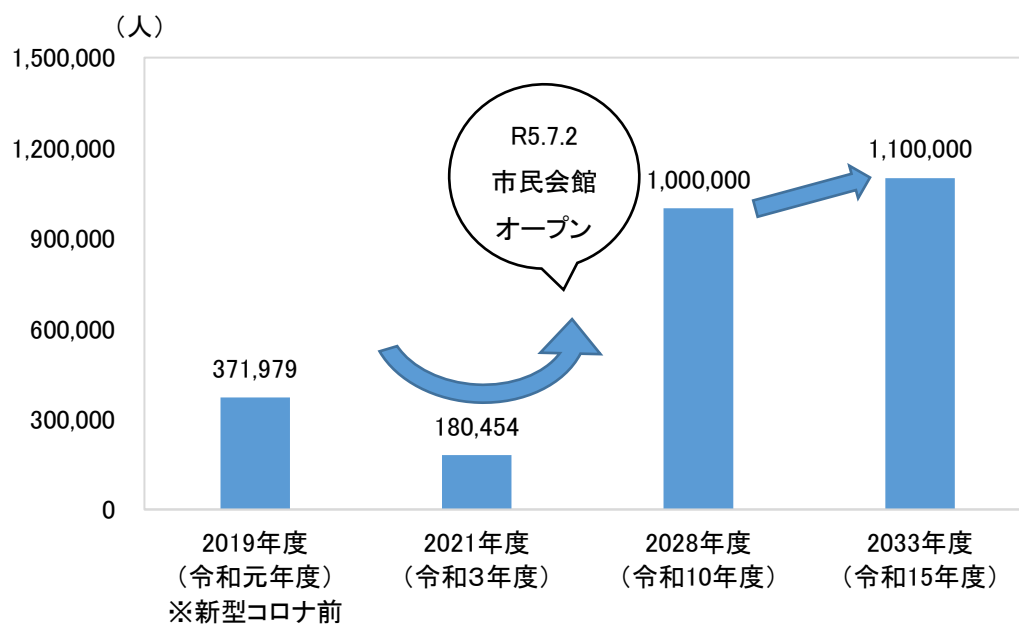 （人）
1,500,000
1,200,000
900,000
600,000
300,000
0
R5.7.2
市民会館
オープン
371,979
180,454
1,000,000
1,100,000
2019年度
（令和元年度）
※新型コロナ前
2021年度
（令和３年度）
2028年度
（令和10年度）
2033年度
（令和15年度）